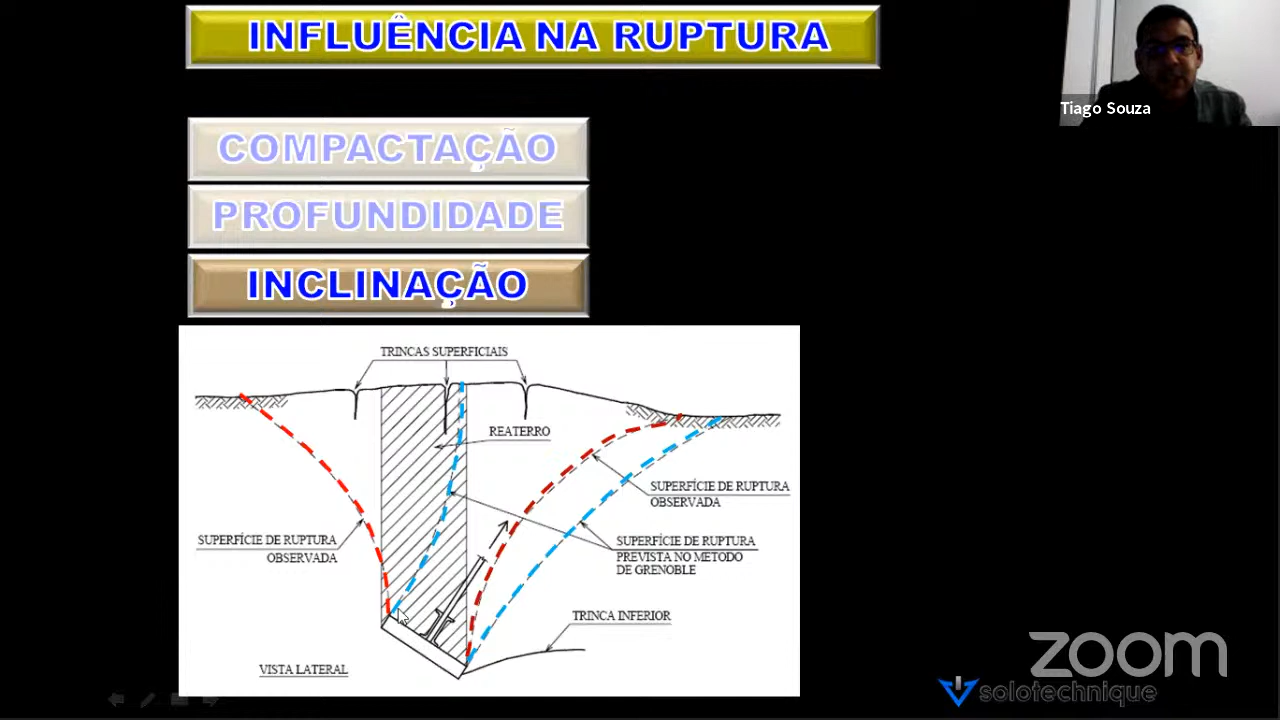 INFLUÊNCIA NA RUPTURA
Tiago Souza
COMPACTAÇÃO
PROFUNDIDADE
INCLINAÇÃO
TRINCAS SUPERFICIAIS
REATERRO
SUPERFÍCIE DE RUPTURA
OBSERVADA
SUPERFÍCIE DE RUPTURA
OBSERVADA
SUPERFÍCIE DE RUPTURA
PREVISTA NO METODO
DE GRENOBLE
TRINCA INFERIOR
VISTA LATERAL
zoom
solotechnique